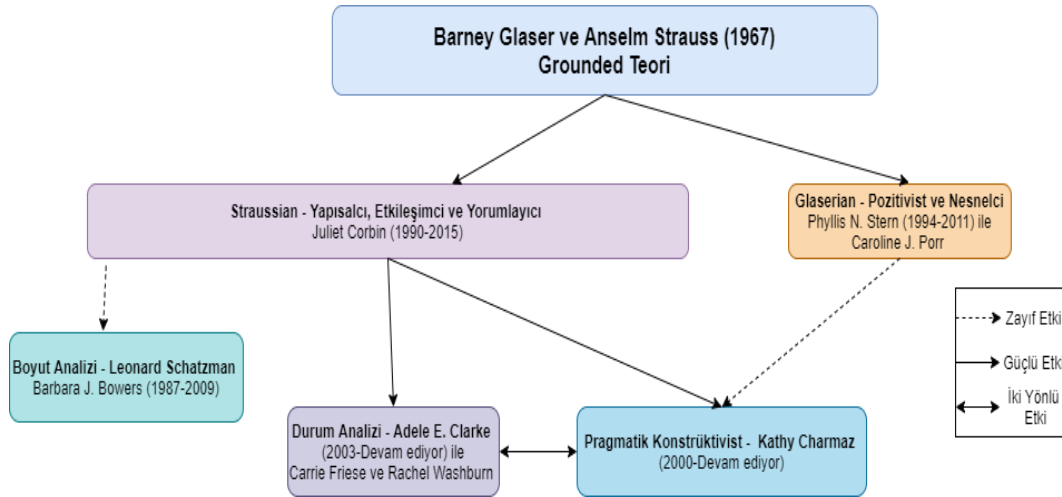 Barney Glaser ve Anselm Strauss (1967)
Grounded Teori
Straussian - Yapısalcı, Etkileşimci ve Yorumlayıcı
Juliet Corbin (1990-2015)
Glaserian - Pozitivist ve Nesnelci
Phyllis N. Stern (1994-2011) ile
Caroline J. Porr
Boyut Analizi - Leonard Schatzman
Barbara J. Bowers (1987-2009)
Durum Analizi - Adele E. Clarke
(2003-Devam ediyor) ile
Carrie Friese ve Rachel Washburn
Pragmatik Konstrüktivist - Kathy Charmaz
(2000-Devam ediyor)
Zayıf Etki
Güçlü Etki
İki Yönlü
Etki